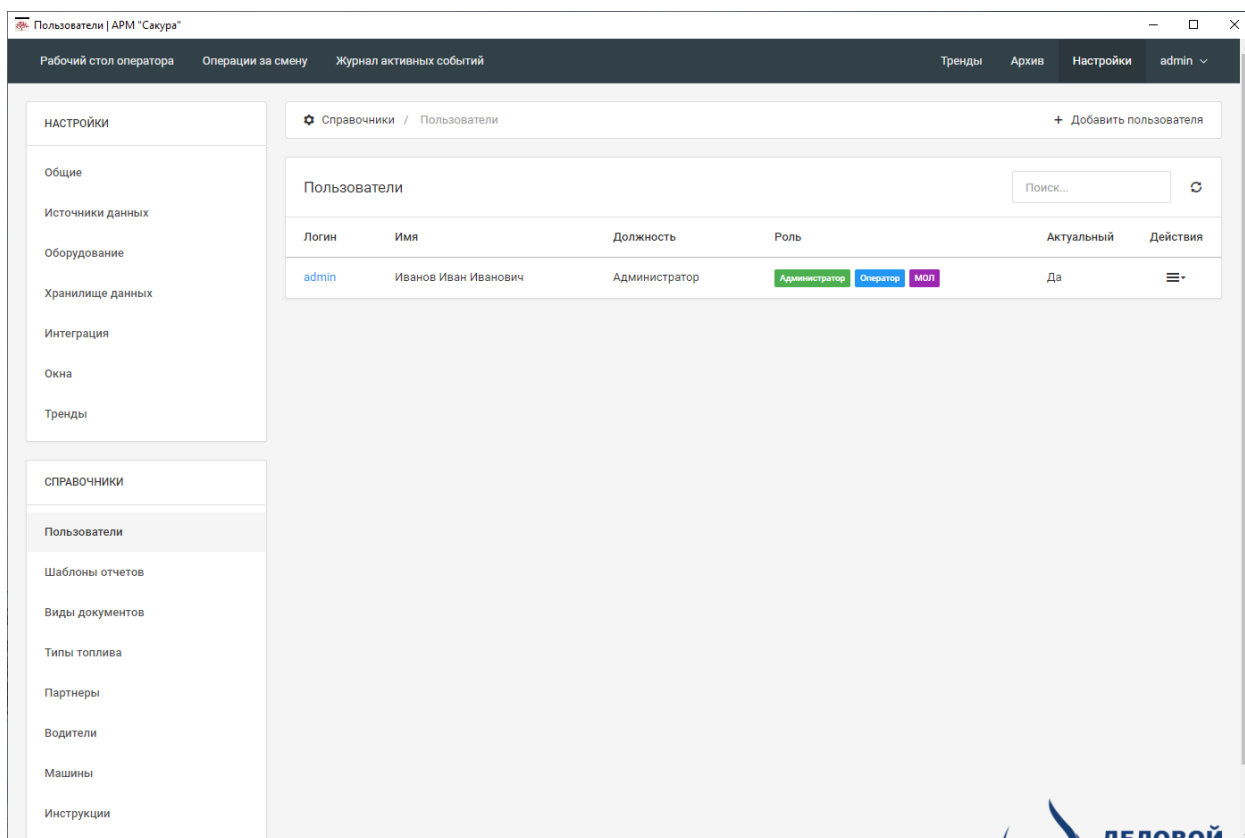 Пользователи | АРМ "Сакура"
Рабочий стол оператора Операции за смену Журнал активных событий Тренды Архив Настройки admin
НАСТРОЙКИ
Общие
Источники данных
Оборудование
Хранилище данных
Интеграция
Окна
Тренды
СПРАВОЧНИКИ
Пользователи
Шаблоны отчетов
Виды документов
Типы топлива
Партнеры
Водители
Машины
Инструкции
Справочники / Пользователи + Добавить пользователя
Пользователи Поиск...
Логин Имя Должность Роль Актуальный Действия
admin Иванов Иван Иванович Администратор Администратор Оператор МОЛ Да
ДЕЛОВОЙ